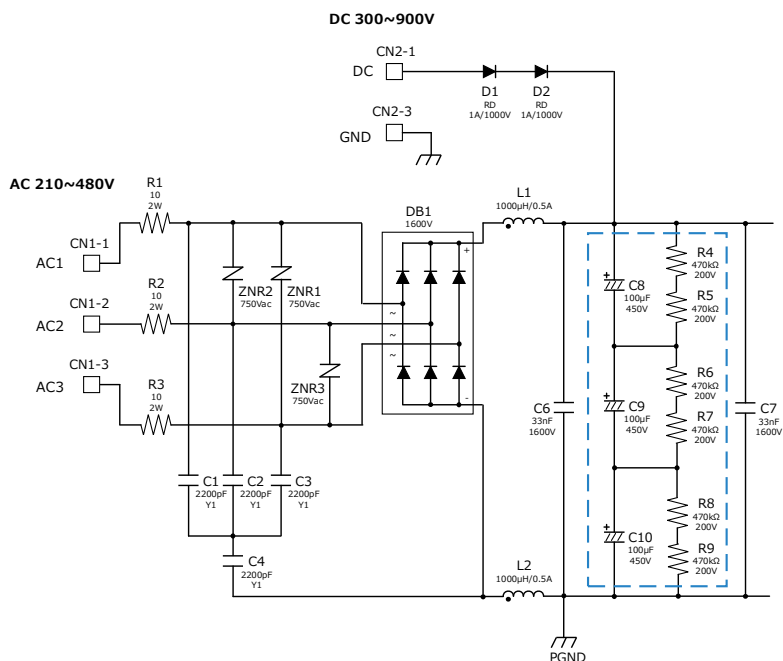 DC 300~900V
CN2-1
DC
D1
RD
1A/1000V
D2
RD
1A/1000V
CN2-3
GND
AC 210~480V
R1
10
2W
CN1-1
AC1
R2
10
2W
CN1-2
AC2
CN1-3
AC3
R3
10
2W
ZNR2
750Vac
ZNR1
750Vac
ZNR3
750Vac
DB1
1600V
+
~
~
~
-
L1
1000μH/0.5A
C1
2200pF
Y1
C2
2200pF
Y1
C3
2200pF
Y1
C4
2200pF
Y1
L2
1000μH/0.5A
C6
33nF
1600V
+
C8
100μF
450V
+
C9
100μF
450V
+
C10
100μF
450V
R4
470kΩ
200V
R5
470kΩ
200V
R6
470kΩ
200V
R7
470kΩ
200V
R8
470kΩ
200V
R9
470kΩ
200V
C7
33nF
1600V
PGND